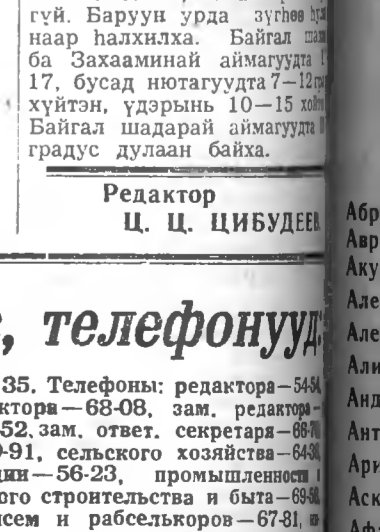 гүй. Баруун урда зүгһөө
наар һалхилха. Байгал
ба Захааминай аймагуудта
17, бусад нютагуудта 7—12
хүйтэн, үдэрынь 10—15
Байгал шадарай аймагуудта
градус дулаан байха.
Редактор
Ц. Ц. ЦИБУДЕЕВ
, телефонууд:
35. Телефоны: редактора—54-54,
ктора—68-08, зам. редактора—
52, зам. ответ. секретаря—
-91, сельского хозяйства—
ции—56-23, промышленности и
ого строительства и быта—
исем и рабселькоров—67-81,
Абр
Авр
Аку
Але
Але
Али
Анд
Ант
Ари
Аск